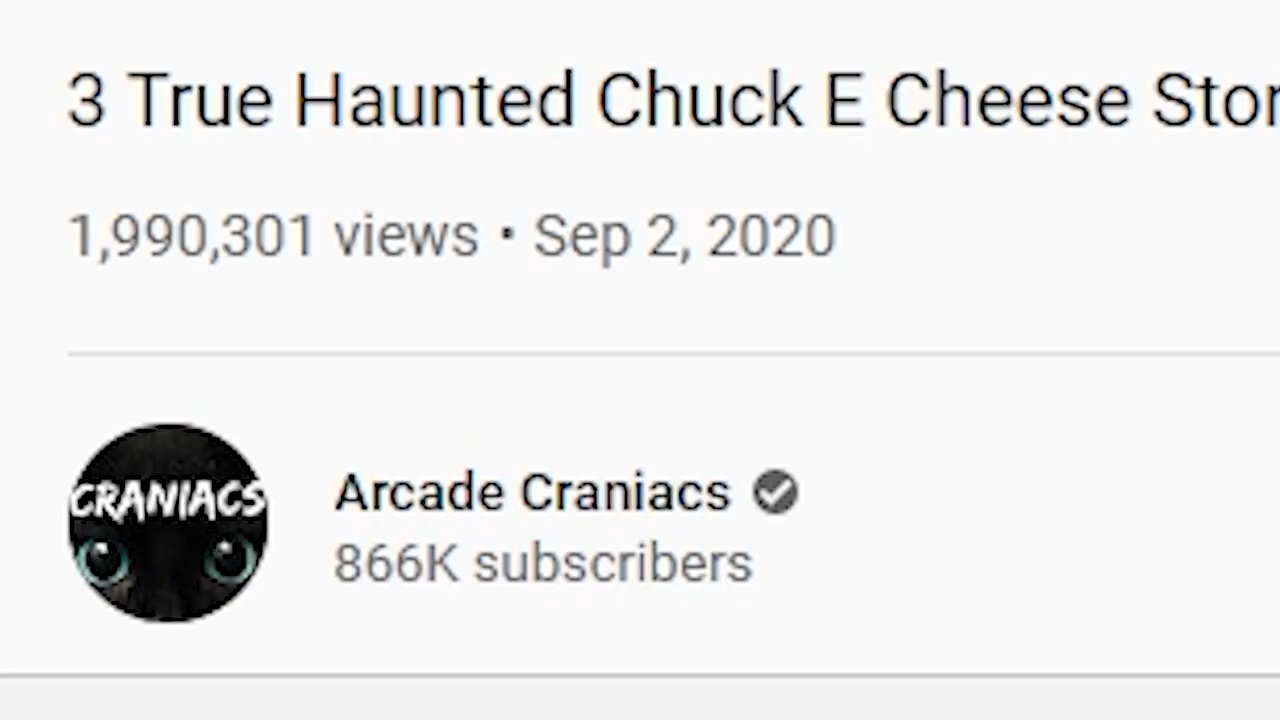 3 True Haunted Chuck E Cheese Stor
1,990,301 views • Sep 2, 2020
CRANIACS
Arcade Craniacs
866K subscribers